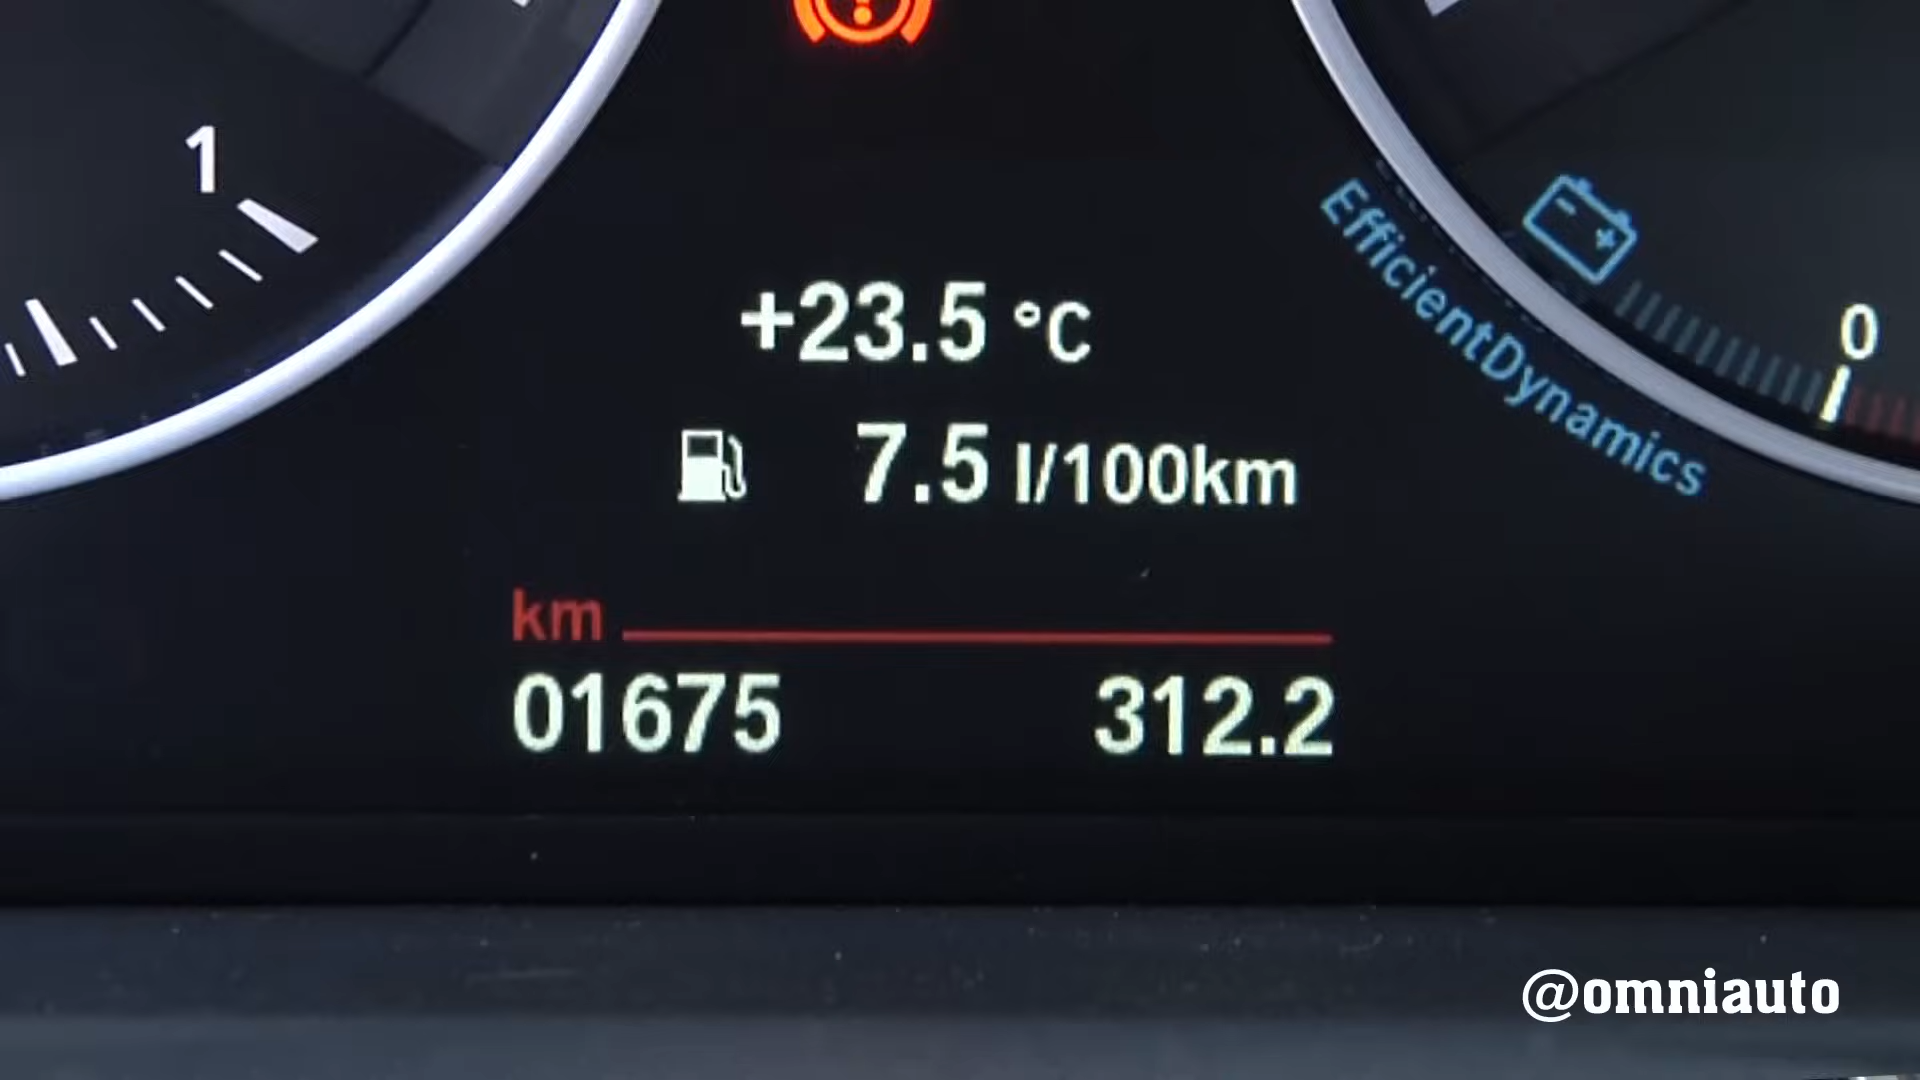 1
+23.5 °C
7.5 l/100km
EfficientDynamics
0
km
01675 312.2
@omniauto